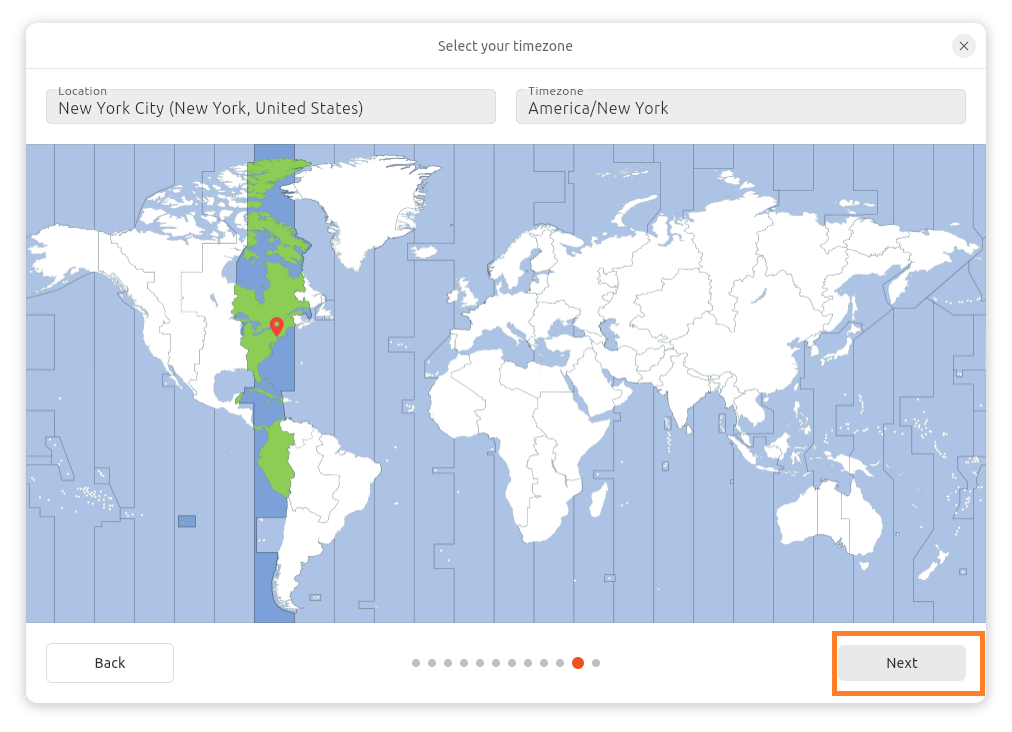 Select your timezone
Location
New York City (New York, United States)
Timezone
America/New York
Back
Next